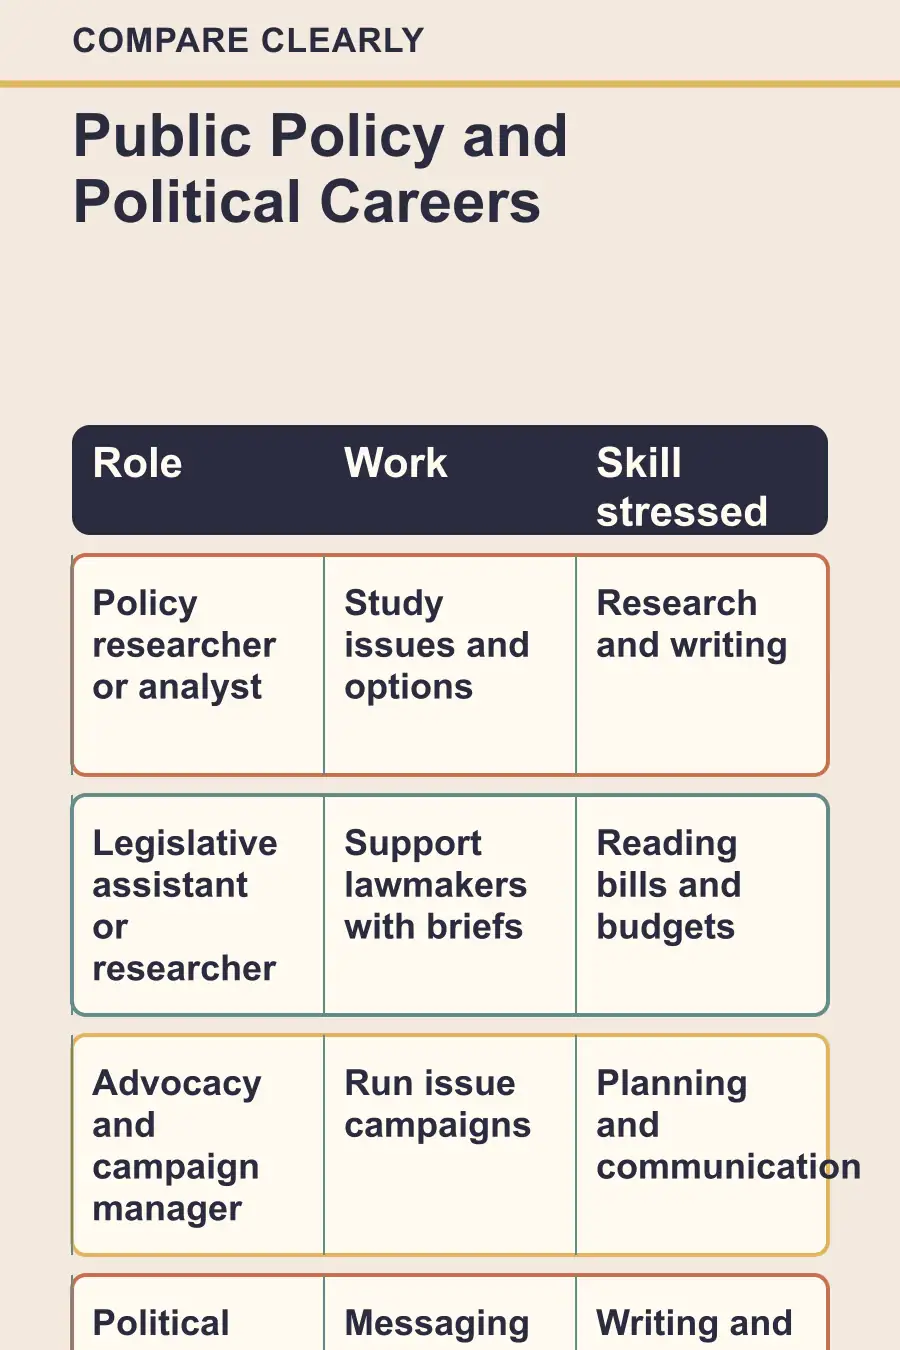 COMPARE CLEARLY
Public Policy and
Political Careers
Role
Work
Skill
stressed
Policy
researcher
or analyst
Study
issues and
options
Research
and writing
Legislative
assistant
or
researcher
Support
lawmakers
with briefs
Reading
bills and
budgets
Advocacy
and
campaign
manager
Run issue
campaigns
Planning
and
communication
Political
Messaging
Writing and